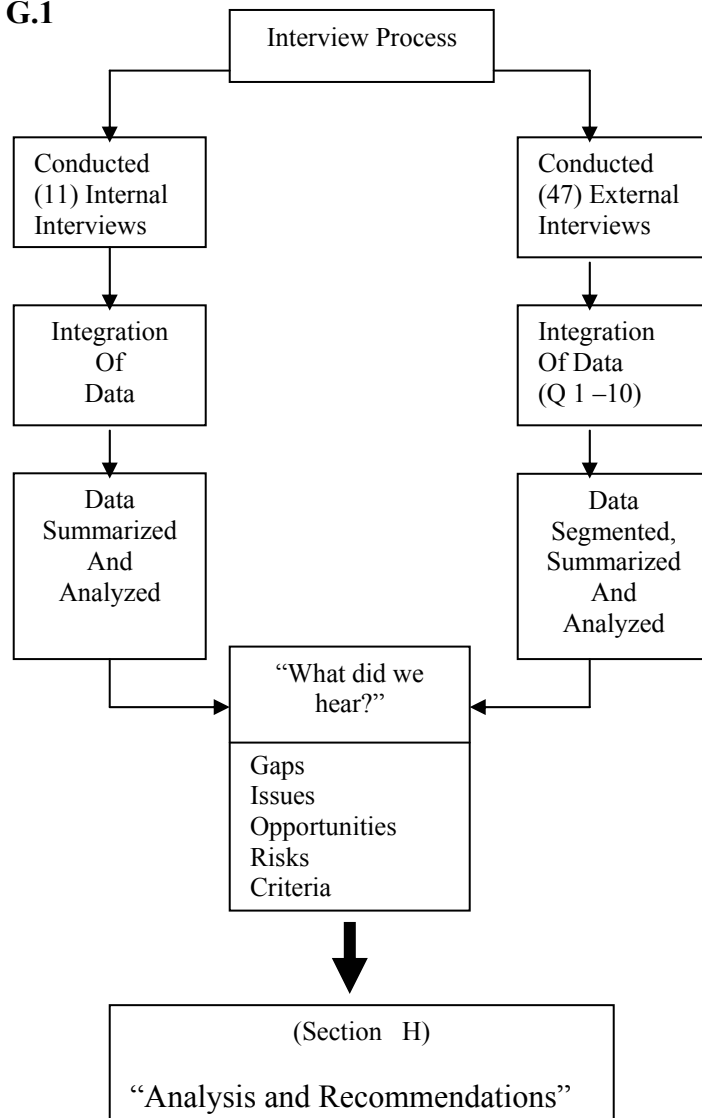 G.1
Interview Process
Conducted
(11) Internal
Interviews
Conducted
(47) External
Interviews
Integration
Of
Data
Integration
Of Data
(Q 1 –10)
Data
Summarized
And
Analyzed
Data
Segmented,
Summarized
And
Analyzed
“What did we
hear?”
Gaps
Issues
Opportunities
Risks
Criteria
(Section H)
“Analysis and Recommendations”